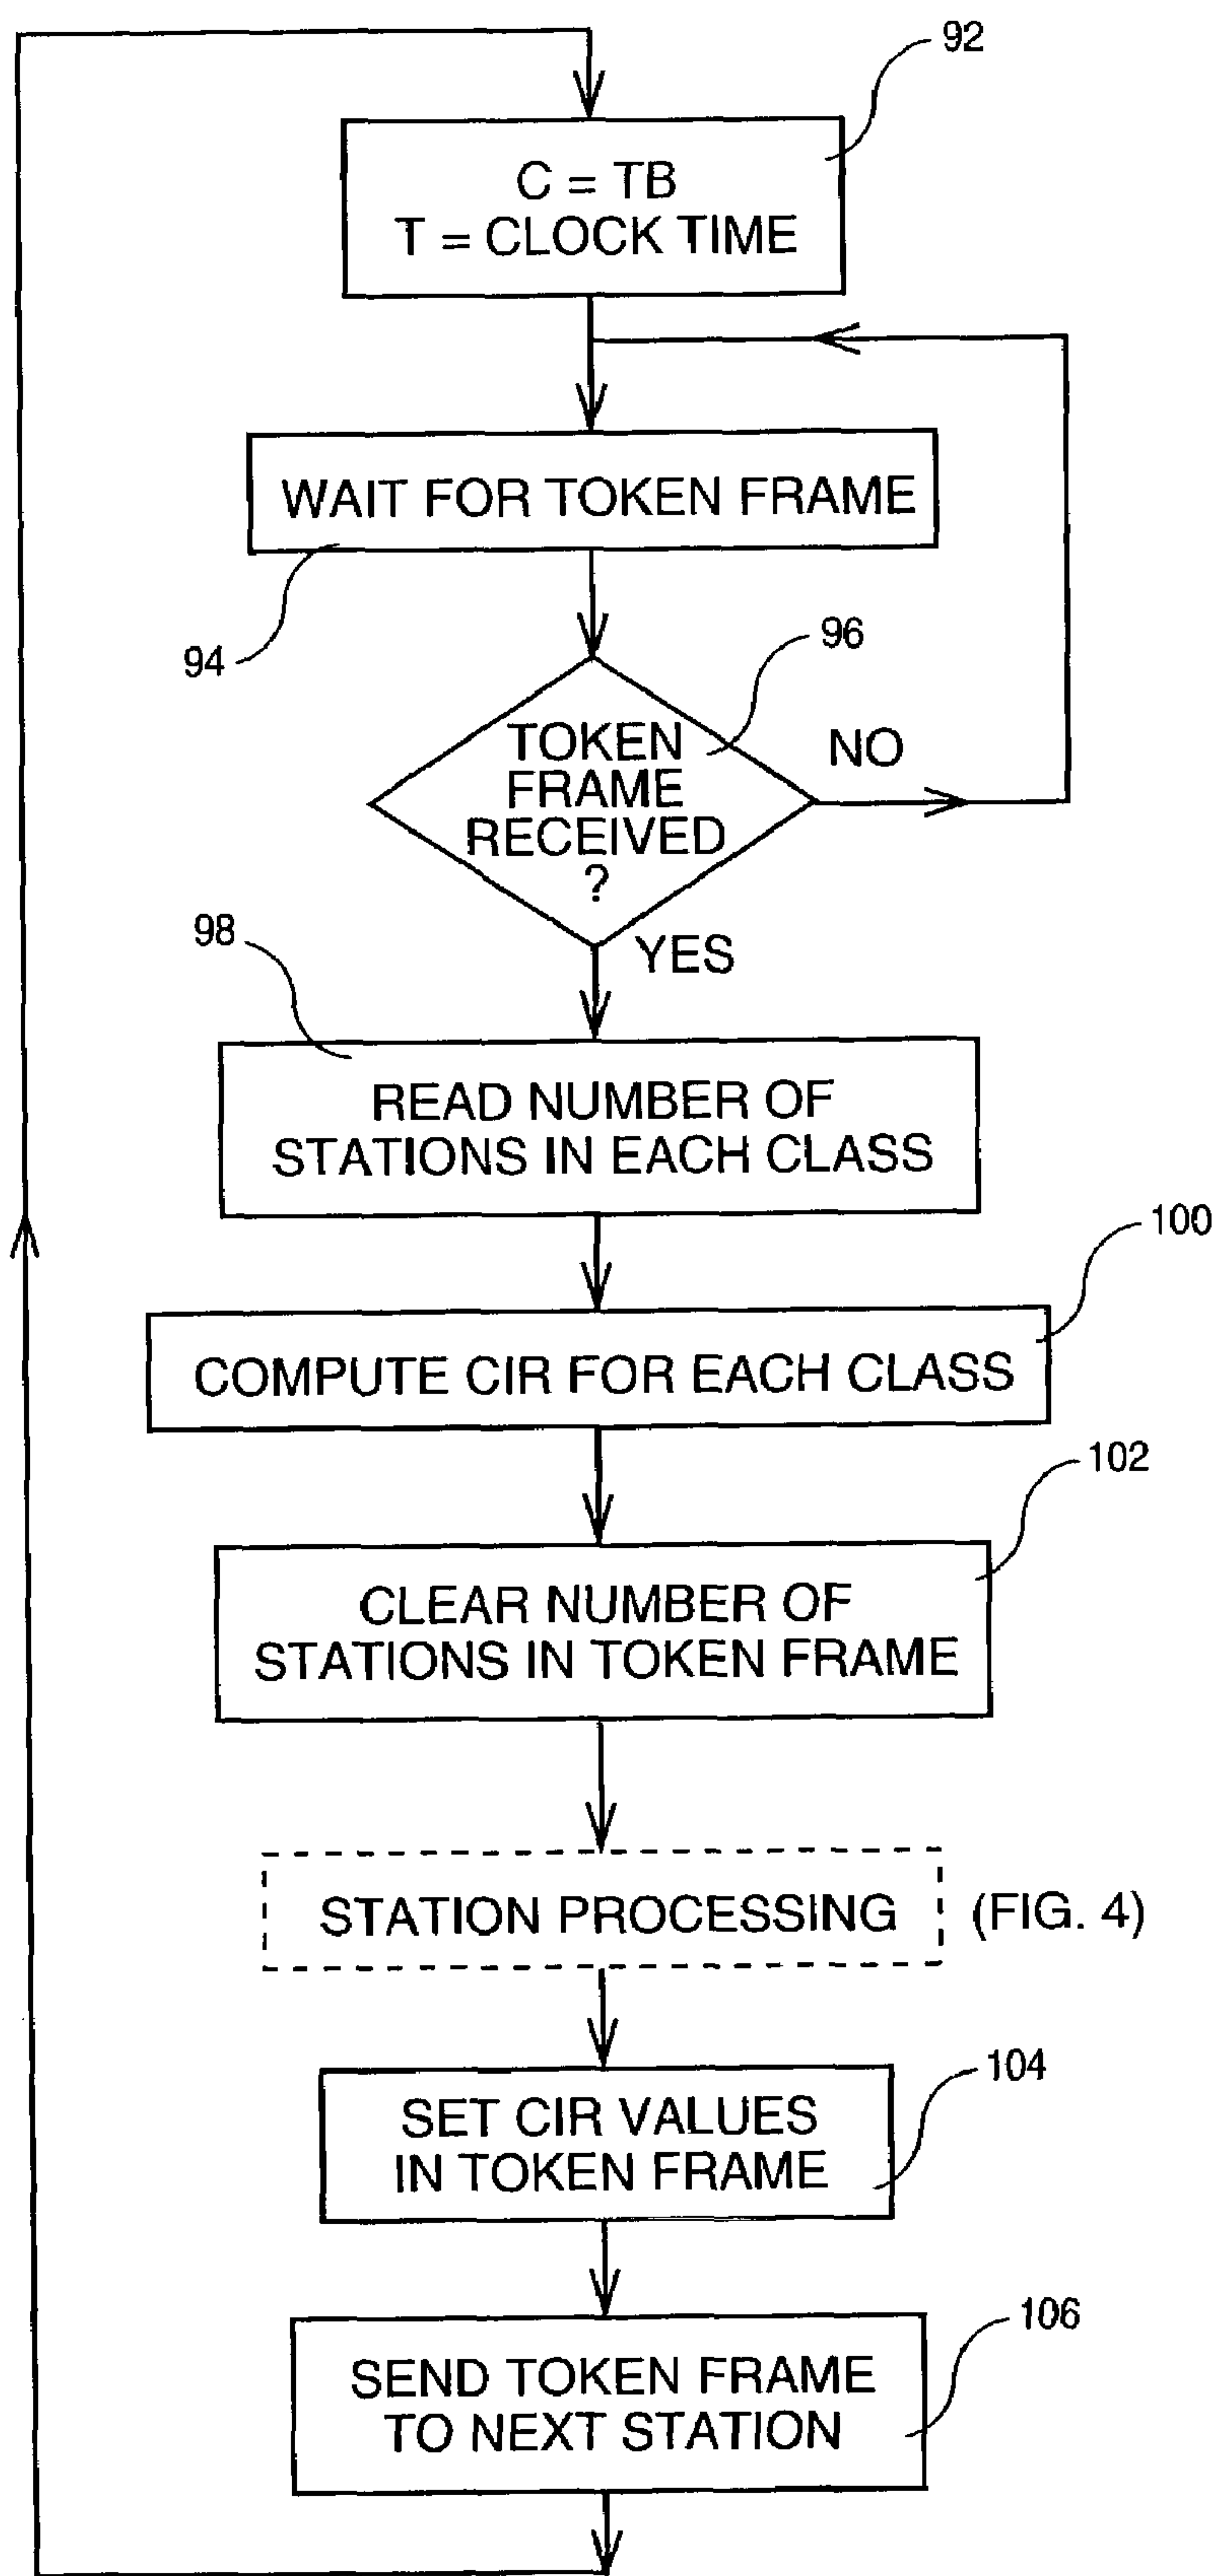 92
C = TB
T = CLOCK TIME
WAIT FOR TOKEN FRAME
94
96
TOKEN
FRAME
RECEIVED
?
NO
98
YES
READ NUMBER OF
STATIONS IN EACH CLASS
100
COMPUTE CIR FOR EACH CLASS
102
CLEAR NUMBER OF
STATIONS IN TOKEN FRAME
STATION PROCESSING (FIG. 4)
104
SET CIR VALUES
IN TOKEN FRAME
106
SEND TOKEN FRAME
TO NEXT STATION